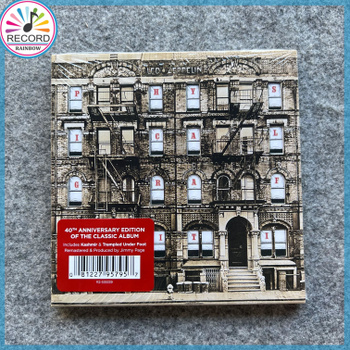 RECORD
RAINBOW
LED ZEPPELIN
P H Y S
I C A L
G R A F
F I T I
40TH ANNIVERSARY EDITION
OF THE CLASSIC ALBUM
Includes Kashmir & Trampled Under Foot
Remastered & Produced by Jimmy Page
0 81227 95795 7